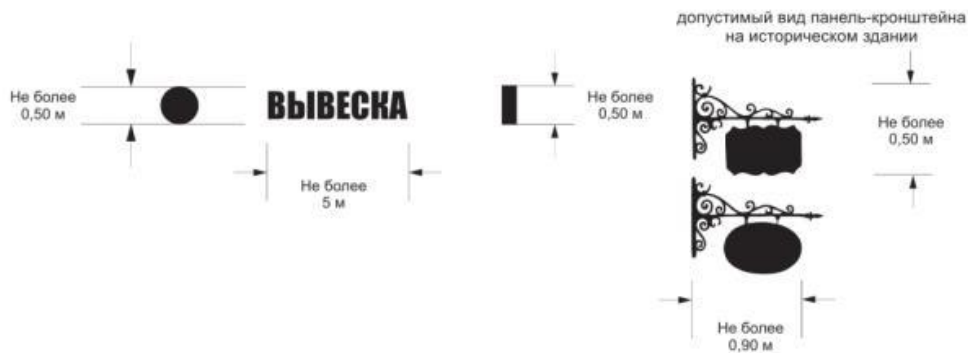 допустимый вид панель-кронштейна
на историческом здании
Не более
0,50 м
ВЫВЕСКА
Не более
5 м
Не более
0,50 м
Не более
0,50 м
Не более
0,90 м